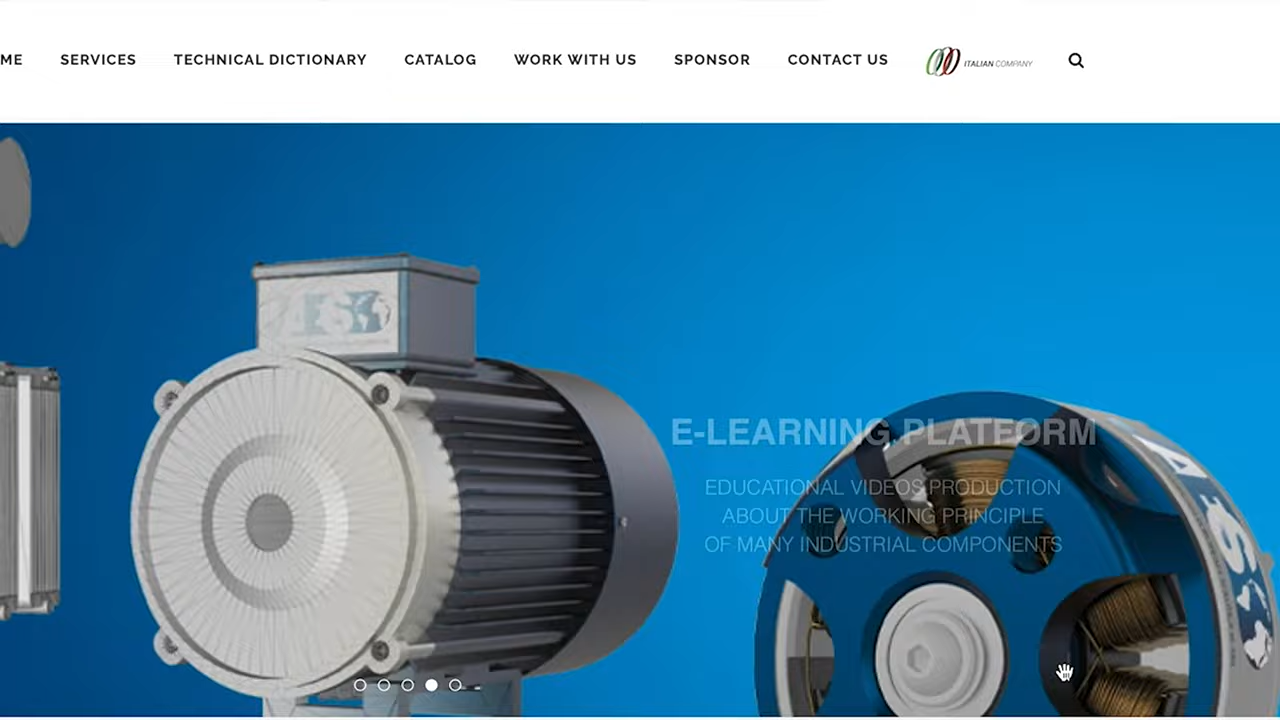 ME SERVICES TECHNICAL DICTIONARY CATALOG WORK WITH US SPONSOR CONTACT US ITALIAN COMPANY
E-LEARNING PLATFORM
EDUCATIONAL VIDEOS PRODUCTION
ABOUT THE WORKING PRINCIPLE
OF MANY INDUSTRIAL COMPONENTS